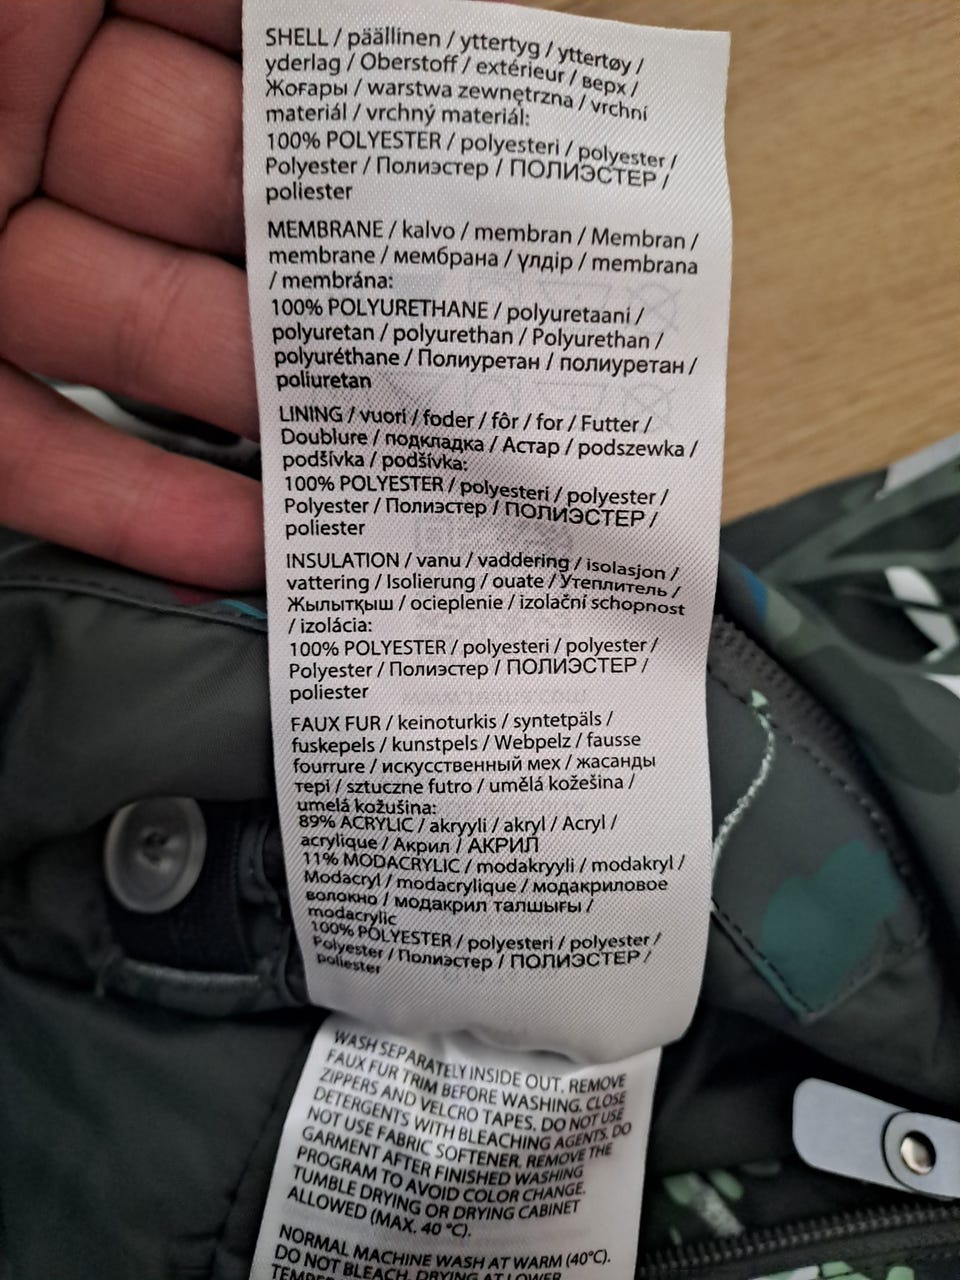 SHELL / päällinen / yttertyg / yttertøy /
yderlag / Oberstoff / extérieur / верх /
Жоғары / warstwa zewnętrzna / vrchní
materiál / vrchný materiál:
100% POLYESTER / polyesteri / polyester /
Polyester / Полиэстер / ПОЛИЭСТЕР /
poliester
MEMBRANE / kalvo / membran / Membran /
membrane / мембрана / үлдір / membrana
/ membrána:
100% POLYURETHANE / polyuretaani /
polyuretan / polyurethan / Polyurethan /
polyuréthane / Полиуретан / полиуретан /
poliuretan
LINING / vuori / foder / fôr / for / Futter /
Doublure / подкладка / Астар / podszewka /
podšívka / podšívka:
100% POLYESTER / polyesteri / polyester /
Polyester / Полиэстер / ПОЛИЭСТЕР /
poliester
INSULATION / vanu / vaddering / isolasjon /
vattering / Isolierung / ouate / Утеплитель /
Жылытқыш / ocieplenie / izolační schopnost
/ izolácia:
100% POLYESTER / polyesteri / polyester /
Polyester / Полиэстер / ПОЛИЭСТЕР /
poliester
FAUX FUR / keinoturkis / syntetpäls /
fuskepels / kunstpels / Webpelz / fausse
fourrure / искусственный мех / жасанды
тері / sztuczne futro / umělá kožešina /
umelá kožušina:
89% ACRYLIC / akryyli / akryl / Acryl /
acrylique / Акрил / АКРИЛ
11% MODACRYLIC / modakryyli / modakryl /
Modacryl / modacrylique / модакриловое
волокно / модакрил талшығы /
modacrylic
100% POLYESTER / polyesteri / polyester /
Polyester / Полиэстер / ПОЛИЭСТЕР /
poliester
WASH SEPARATELY INSIDE OUT. REMOVE
FAUX FUR TRIM BEFORE WASHING. CLOSE
ZIPPERS AND VELCRO TAPES. DO NOT USE
DETERGENTS WITH BLEACHING AGENTS. DO
NOT USE FABRIC SOFTENER. REMOVE THE
GARMENT AFTER FINISHED WASHING
PROGRAM TO AVOID COLOR CHANGE.
TUMBLE DRYING OR DRYING CABINET
ALLOWED (MAX. 40 °C).
NORMAL MACHINE WASH AT WARM (40°C).
DO NOT BLEACH. DRYING AT LOWER